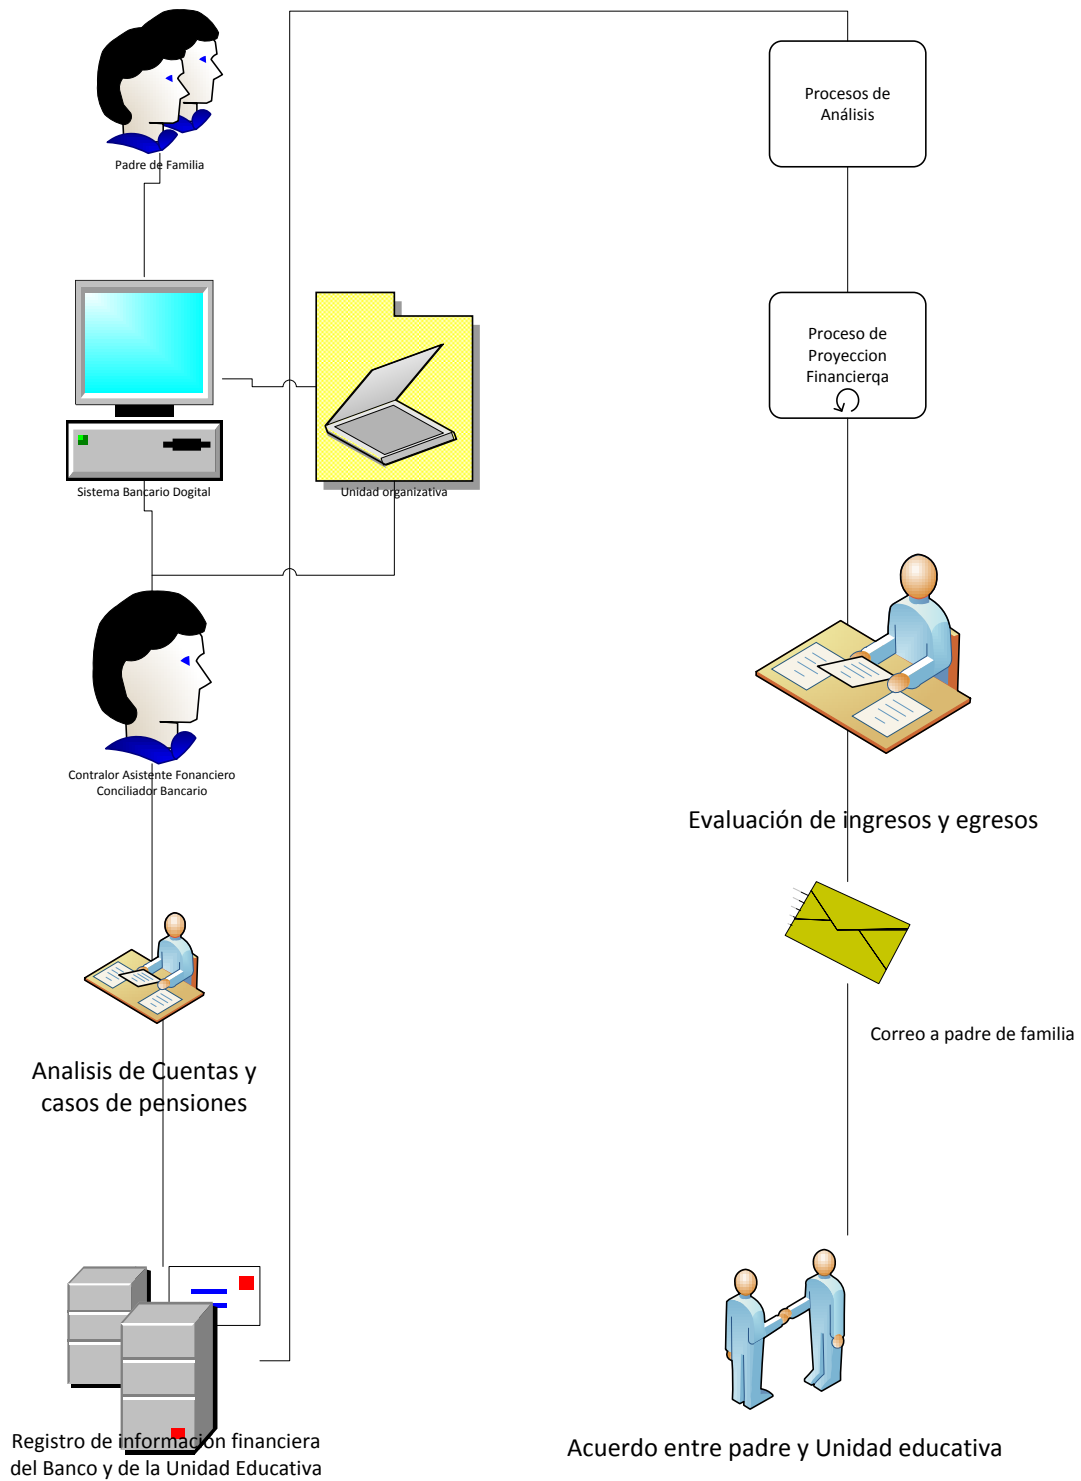 Padre de Familia
Sistema Bancario Dogital
Unidad organizativa
Contralor Asistente Fonanciero
Conciliador Bancario
Analisis de Cuentas y
casos de pensiones
Registro de información financiera
del Banco y de la Unidad Educativa
Procesos de
Análisis
Proceso de
Proyeccion
Financierqa
Evaluación de ingresos y egresos
Correo a padre de familia
Acuerdo entre padre y Unidad educativa